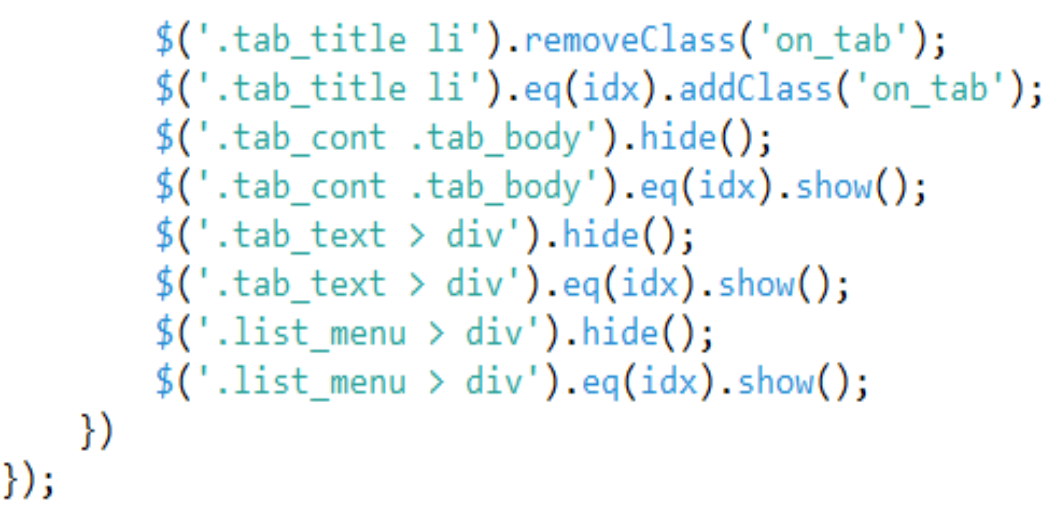 $('.tab_title li').removeClass('on_tab');
$('.tab_title li').eq(idx).addClass('on_tab');
$('.tab_cont .tab_body').hide();
$('.tab_cont .tab_body').eq(idx).show();
$('.tab_text > div').hide();
$('.tab_text > div').eq(idx).show();
$('.list_menu > div').hide();
$('.list_menu > div').eq(idx).show();
})
});